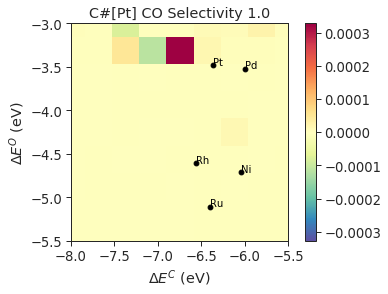 C#[Pt] CO Selectivity 1.0
−3.0
−3.5
−4.0
−4.5
−5.0
−5.5
ΔE^O (eV)
Pt
Pd
Rh
Ni
Ru
−8.0 −7.5 −7.0 −6.5 −6.0 −5.5
ΔE^C (eV)
0.0003
0.0002
0.0001
0.0000
−0.0001
−0.0002
−0.0003